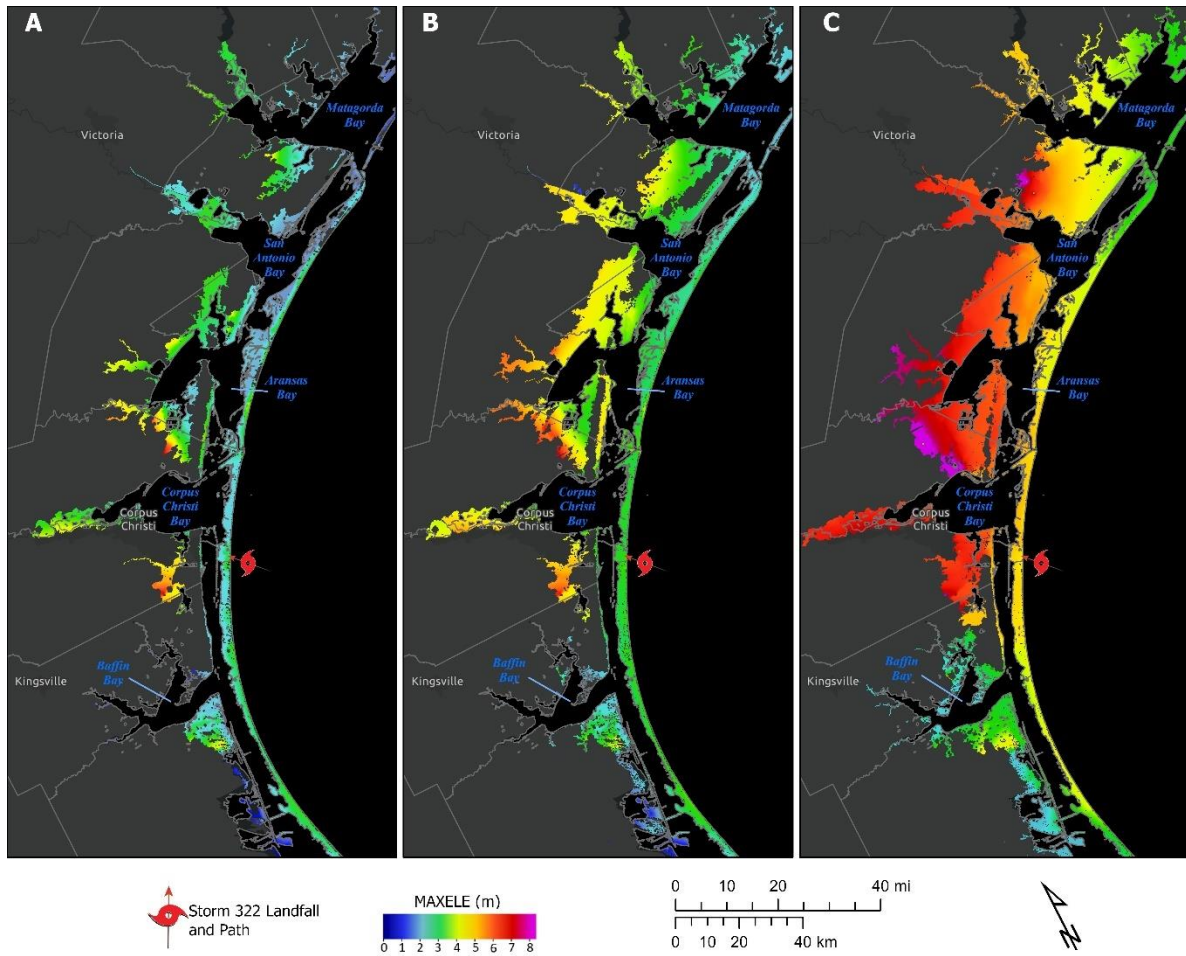 A
Matagorda
Bay
Victoria
San
Antonio
Bay
Aransas
Bay
Corpus
Christi
Bay
Corpus
Christi
Baffin
Bay
Kingsville
B
Matagorda
Bay
Victoria
San
Antonio
Bay
Aransas
Bay
Corpus
Christi
Bay
Corpus
Christi
Baffin
Bay
Kingsville
C
Matagorda
Bay
Victoria
San
Antonio
Bay
Aransas
Bay
Corpus
Christi
Bay
Corpus
Christi
Baffin
Bay
Kingsville
Storm 322 Landfall
and Path
MAXELE (m)
0 1 2 3 4 5 6 7 8
0 10 20 40 mi
0 10 20 40 km
N